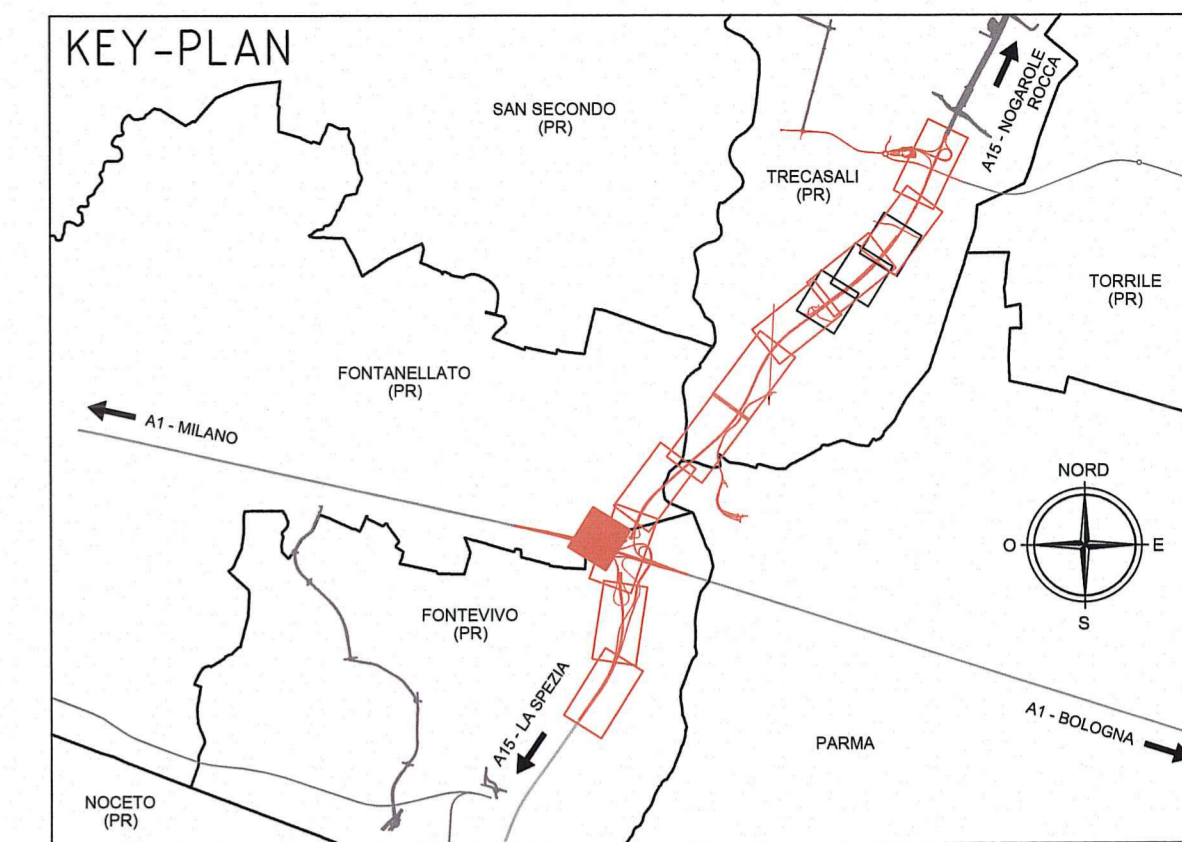 KEY-PLAN
SAN SECONDO
(PR)
A15 - NOGAROLE
ROCCA
TRECASALI
(PR)
TORRILE
(PR)
FONTANELLATO
(PR)
A1 - MILANO
NORD
O
E
S
FONTEVIVO
(PR)
A15 - LA SPEZIA
A1 - BOLOGNA
PARMA
NOCETO
(PR)